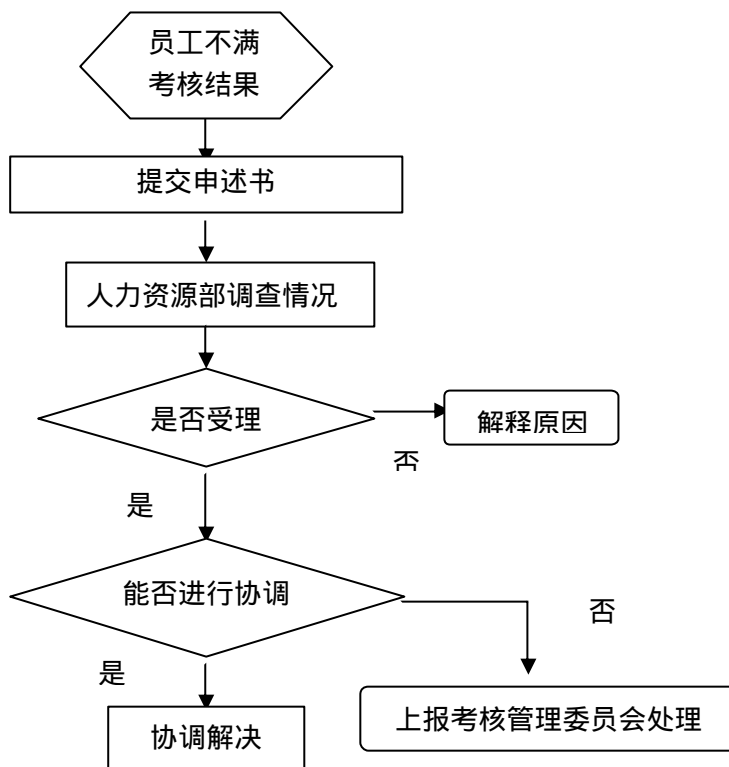 员工不满
考核结果
提交申述书
人力资源部调查情况
是否受理
解释原因
否
是
能否进行协调
否
是
上报考核管理委员会处理
协调解决